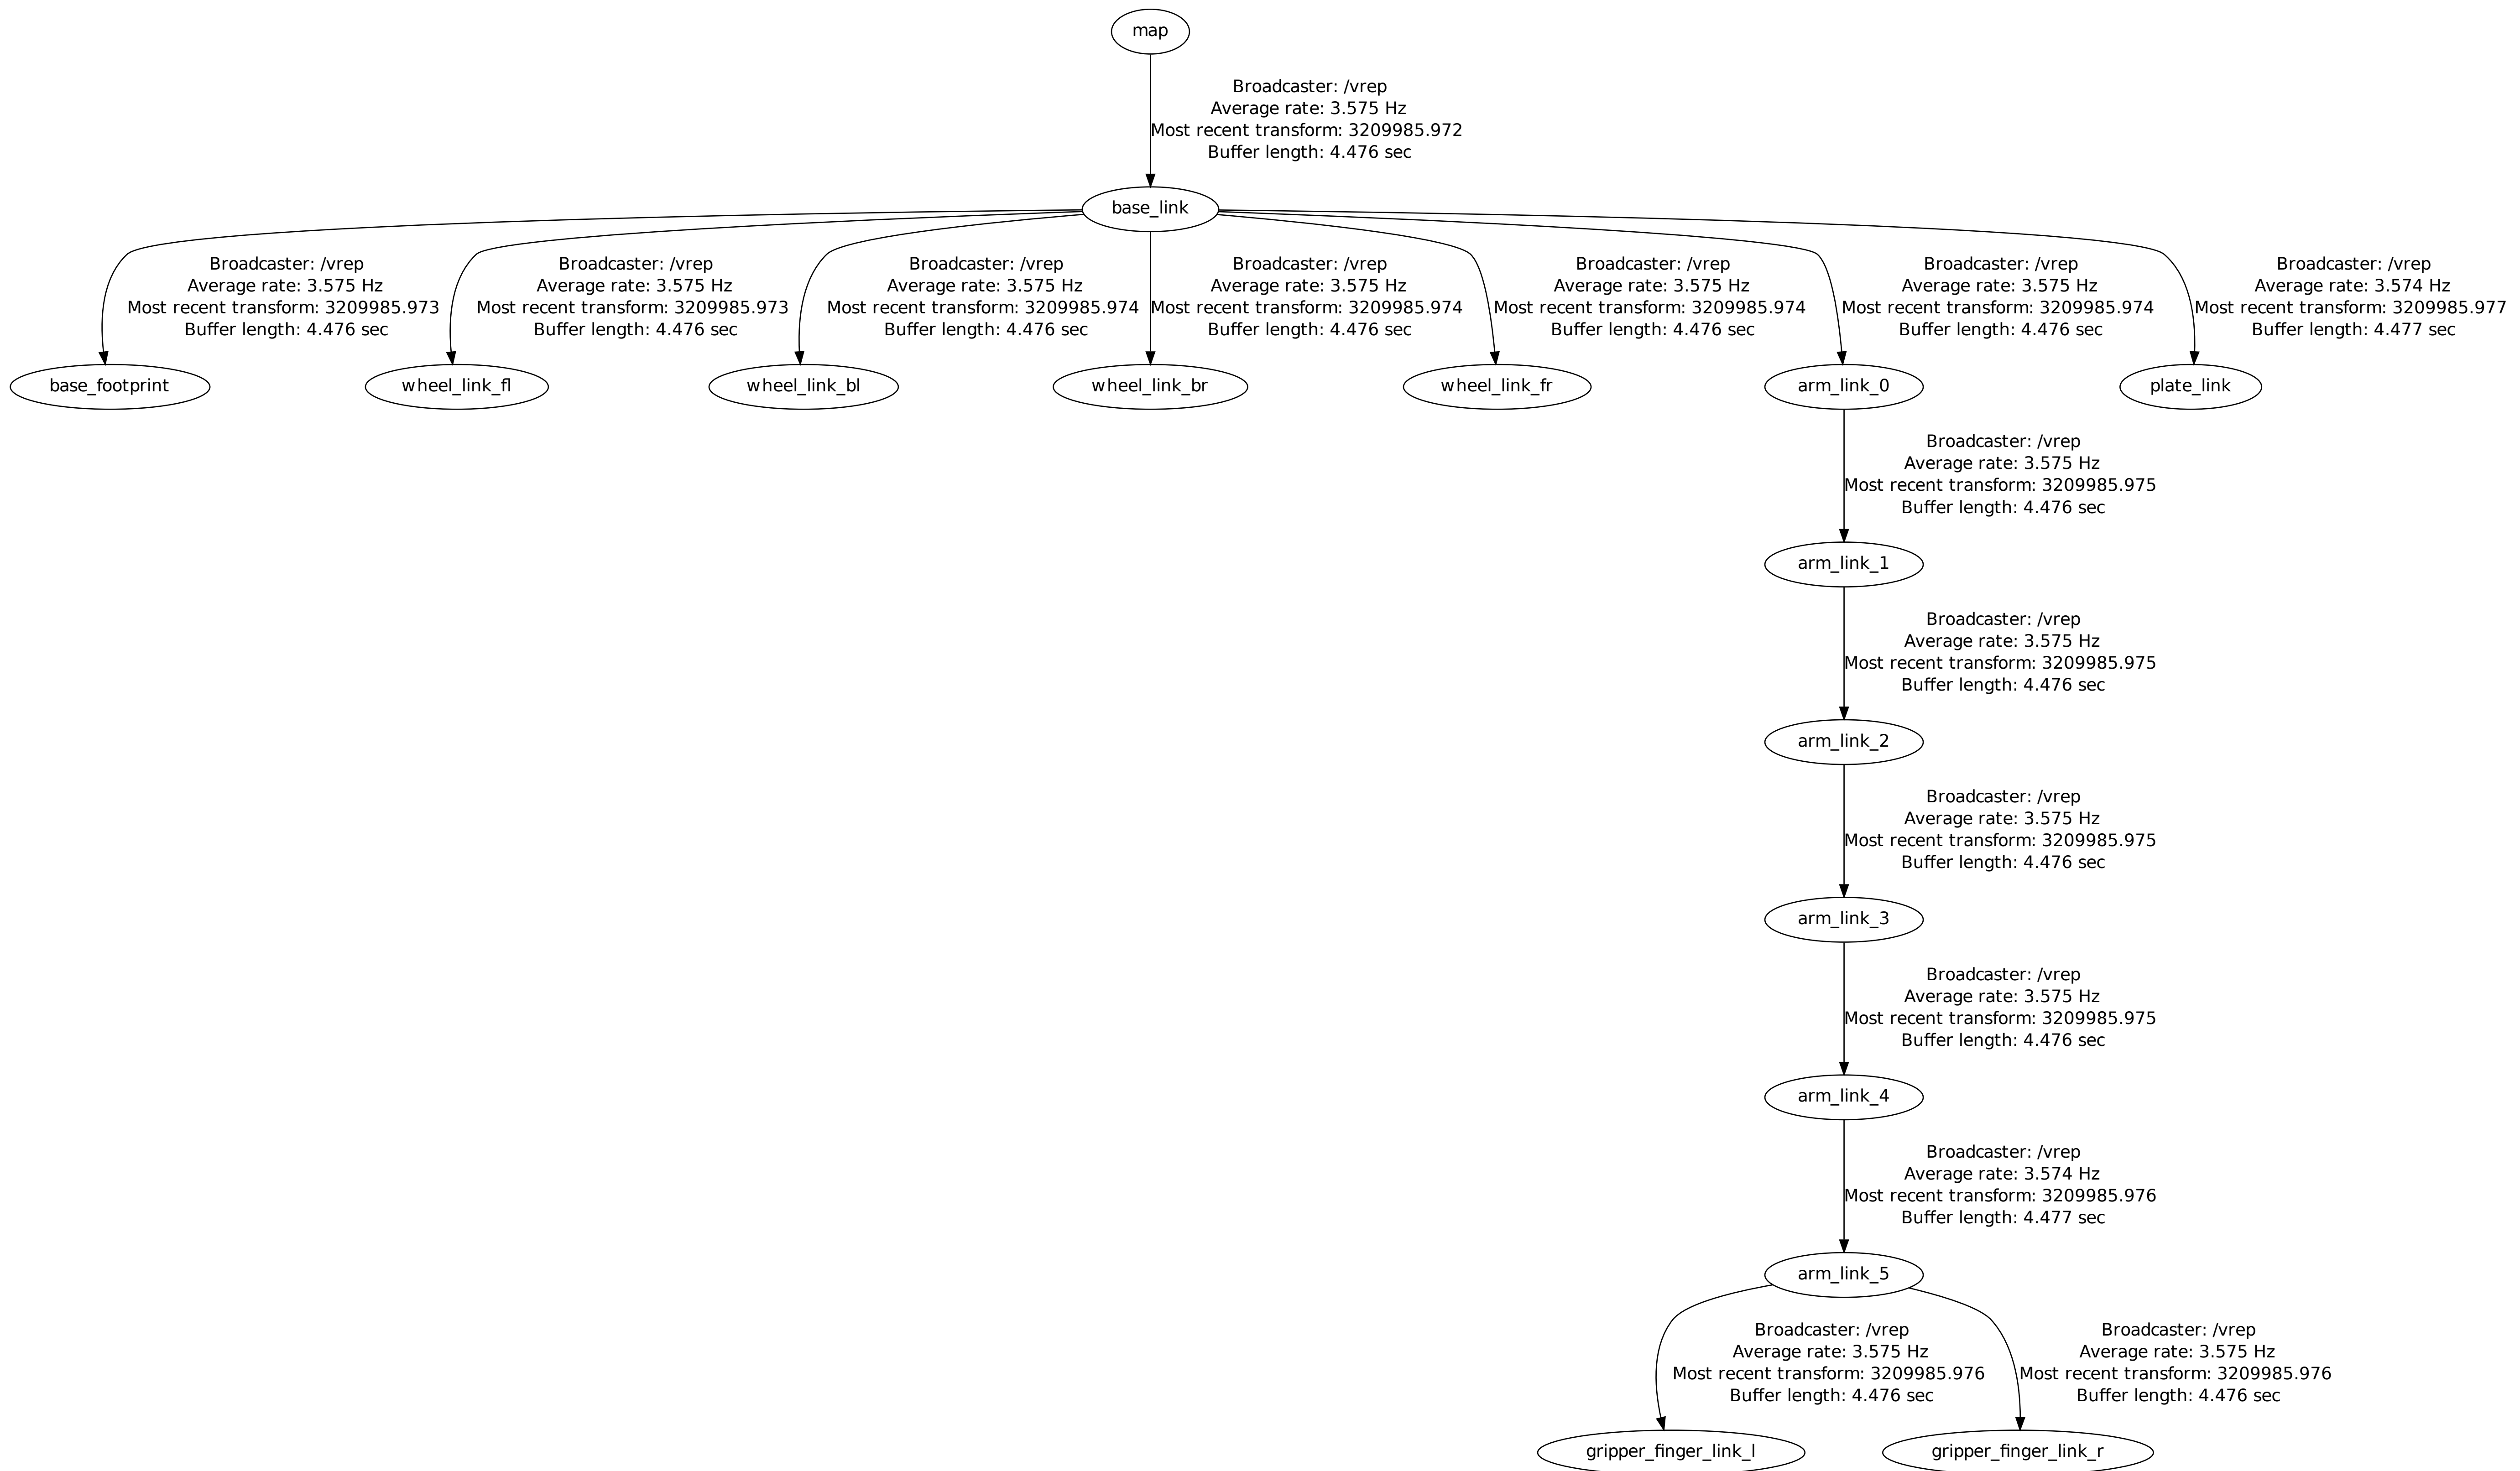 map
Broadcaster: /vrep
Average rate: 3.575 Hz
Most recent transform: 3209985.972
Buffer length: 4.476 sec
base_link
Broadcaster: /vrep
Average rate: 3.575 Hz
Most recent transform: 3209985.973
Buffer length: 4.476 sec
Broadcaster: /vrep
Average rate: 3.575 Hz
Most recent transform: 3209985.973
Buffer length: 4.476 sec
Broadcaster: /vrep
Average rate: 3.575 Hz
Most recent transform: 3209985.974
Buffer length: 4.476 sec
Broadcaster: /vrep
Average rate: 3.575 Hz
Most recent transform: 3209985.974
Buffer length: 4.476 sec
Broadcaster: /vrep
Average rate: 3.575 Hz
Most recent transform: 3209985.974
Buffer length: 4.476 sec
Broadcaster: /vrep
Average rate: 3.575 Hz
Most recent transform: 3209985.974
Buffer length: 4.476 sec
Broadcaster: /vrep
Average rate: 3.574 Hz
Most recent transform: 3209985.977
Buffer length: 4.477 sec
base_footprint
wheel_link_fl
wheel_link_bl
wheel_link_br
wheel_link_fr
arm_link_0
plate_link
Broadcaster: /vrep
Average rate: 3.575 Hz
Most recent transform: 3209985.975
Buffer length: 4.476 sec
arm_link_1
Broadcaster: /vrep
Average rate: 3.575 Hz
Most recent transform: 3209985.975
Buffer length: 4.476 sec
arm_link_2
Broadcaster: /vrep
Average rate: 3.575 Hz
Most recent transform: 3209985.975
Buffer length: 4.476 sec
arm_link_3
Broadcaster: /vrep
Average rate: 3.575 Hz
Most recent transform: 3209985.975
Buffer length: 4.476 sec
arm_link_4
Broadcaster: /vrep
Average rate: 3.574 Hz
Most recent transform: 3209985.976
Buffer length: 4.477 sec
arm_link_5
Broadcaster: /vrep
Average rate: 3.575 Hz
Most recent transform: 3209985.976
Buffer length: 4.476 sec
Broadcaster: /vrep
Average rate: 3.575 Hz
Most recent transform: 3209985.976
Buffer length: 4.476 sec
gripper_finger_link_l
gripper_finger_link_r